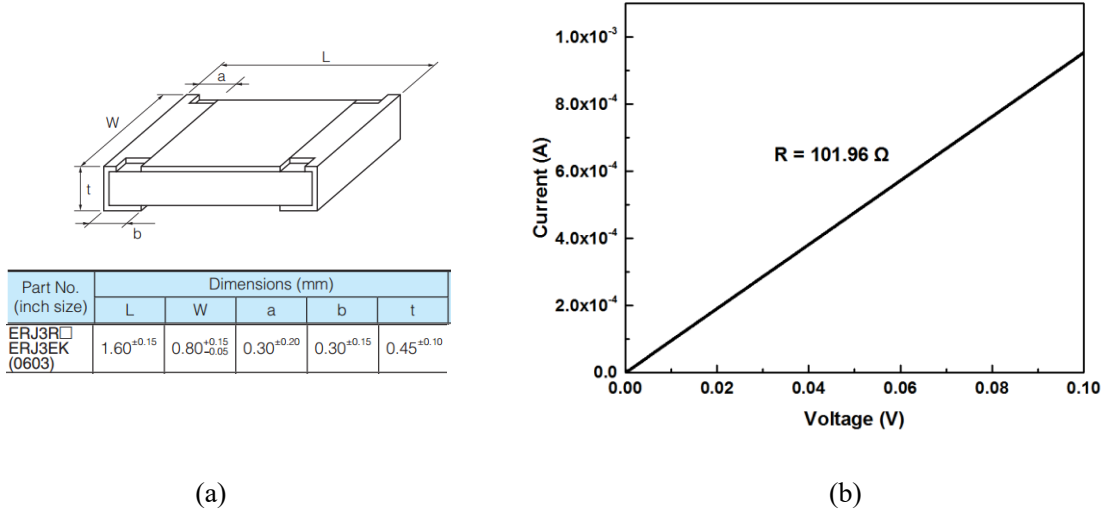 L
a
W
t
b
Part No.
(inch size)
Dimensions (mm)
L W a b t
ERJ3R□
ERJ3EK
(0603)
1.60±0.15 0.80+0.15-0.05 0.30±0.20 0.30±0.15 0.45±0.10
(a)
Current (A)
1.0x10-3
8.0x10-4
6.0x10-4
4.0x10-4
2.0x10-4
0.0
R = 101.96 Ω
0.00 0.02 0.04 0.06 0.08 0.10
Voltage (V)
(b)